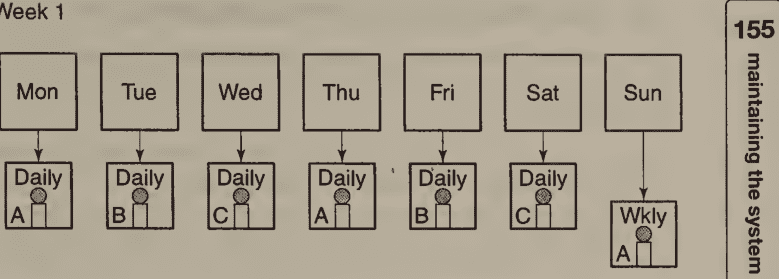 Week 1
155
maintaining the system
Mon Tue Wed Thu Fri Sat Sun
Daily Daily Daily Daily Daily Daily
A B C A B C
Wkly
A